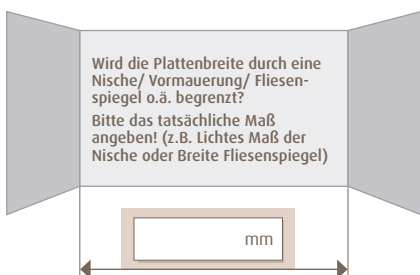 Wird die Plattenbreite durch eine
Nische/ Vormauerung/ Fliesen-
spiegel o.ä. begrenzt?
Bitte das tatsächliche Maß
angeben! (z.B. Lichtes Maß der
Nische oder Breite Fliesenspiegel)
mm